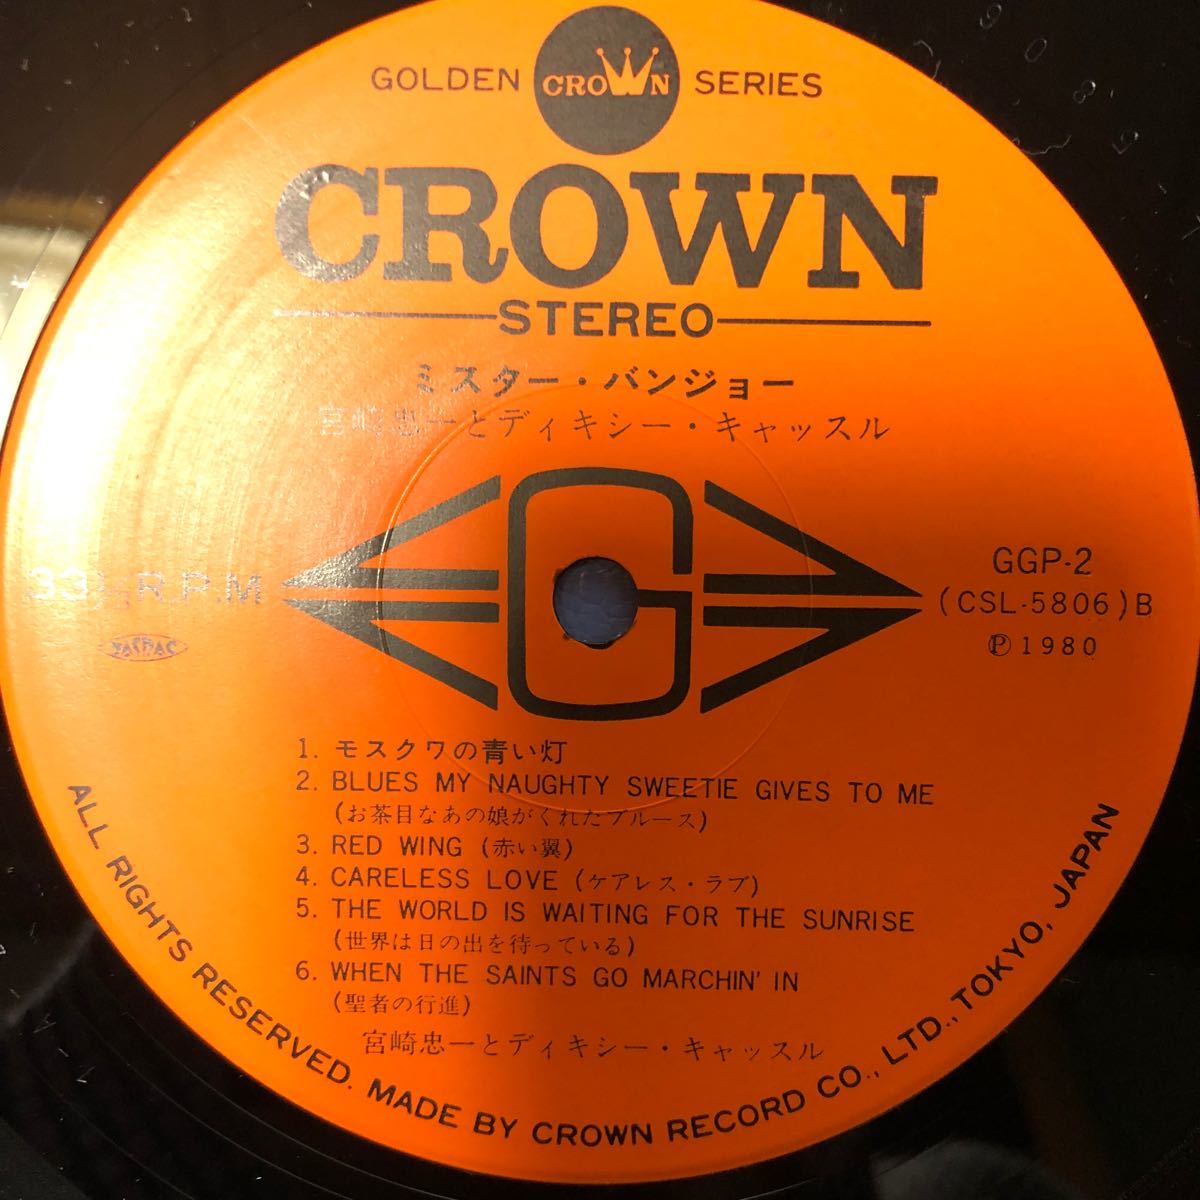 GOLDEN CROWN SERIES
CROWN
STEREO
ミスター・バンジョー
宮崎忠一とディキシー・キャッスル
G
33⅓ R.P.M
JASRAC
GGP-2
(CSL-5806)B
Ⓟ1980
1. モスクワの青い灯
2. BLUES MY NAUGHTY SWEETIE GIVES TO ME
(お茶目なあの娘がくれたブルース)
3. RED WING (赤い翼)
4. CARELESS LOVE (ケアレス・ラブ)
5. THE WORLD IS WAITING FOR THE SUNRISE
(世界は日の出を待っている)
6. WHEN THE SAINTS GO MARCHIN' IN
(聖者の行進)
宮崎忠一とディキシー・キャッスル
ALL RIGHTS RESERVED. MADE BY CROWN RECORD CO., LTD., TOKYO, JAPAN